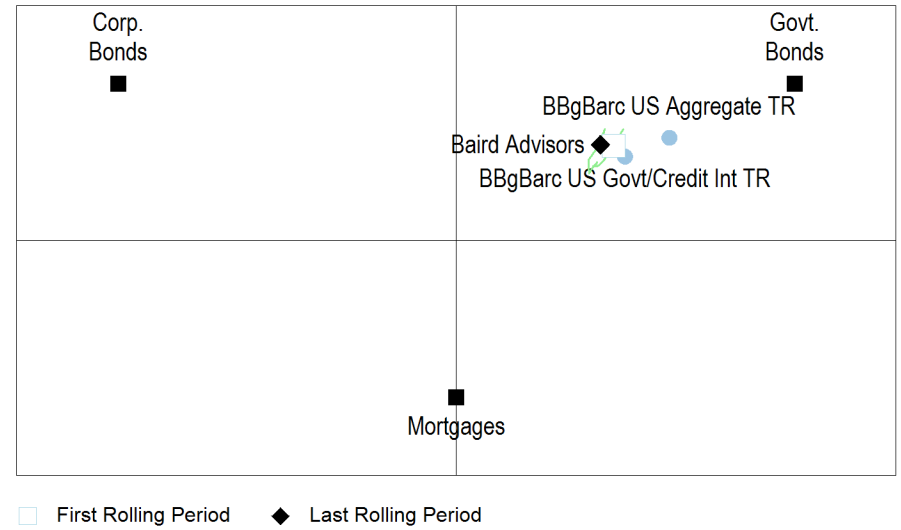 Corp.
Bonds
Govt.
Bonds
BBgBarc US Aggregate TR
Baird Advisors
BBgBarc US Govt/Credit Int TR
Mortgages
First Rolling Period
Last Rolling Period